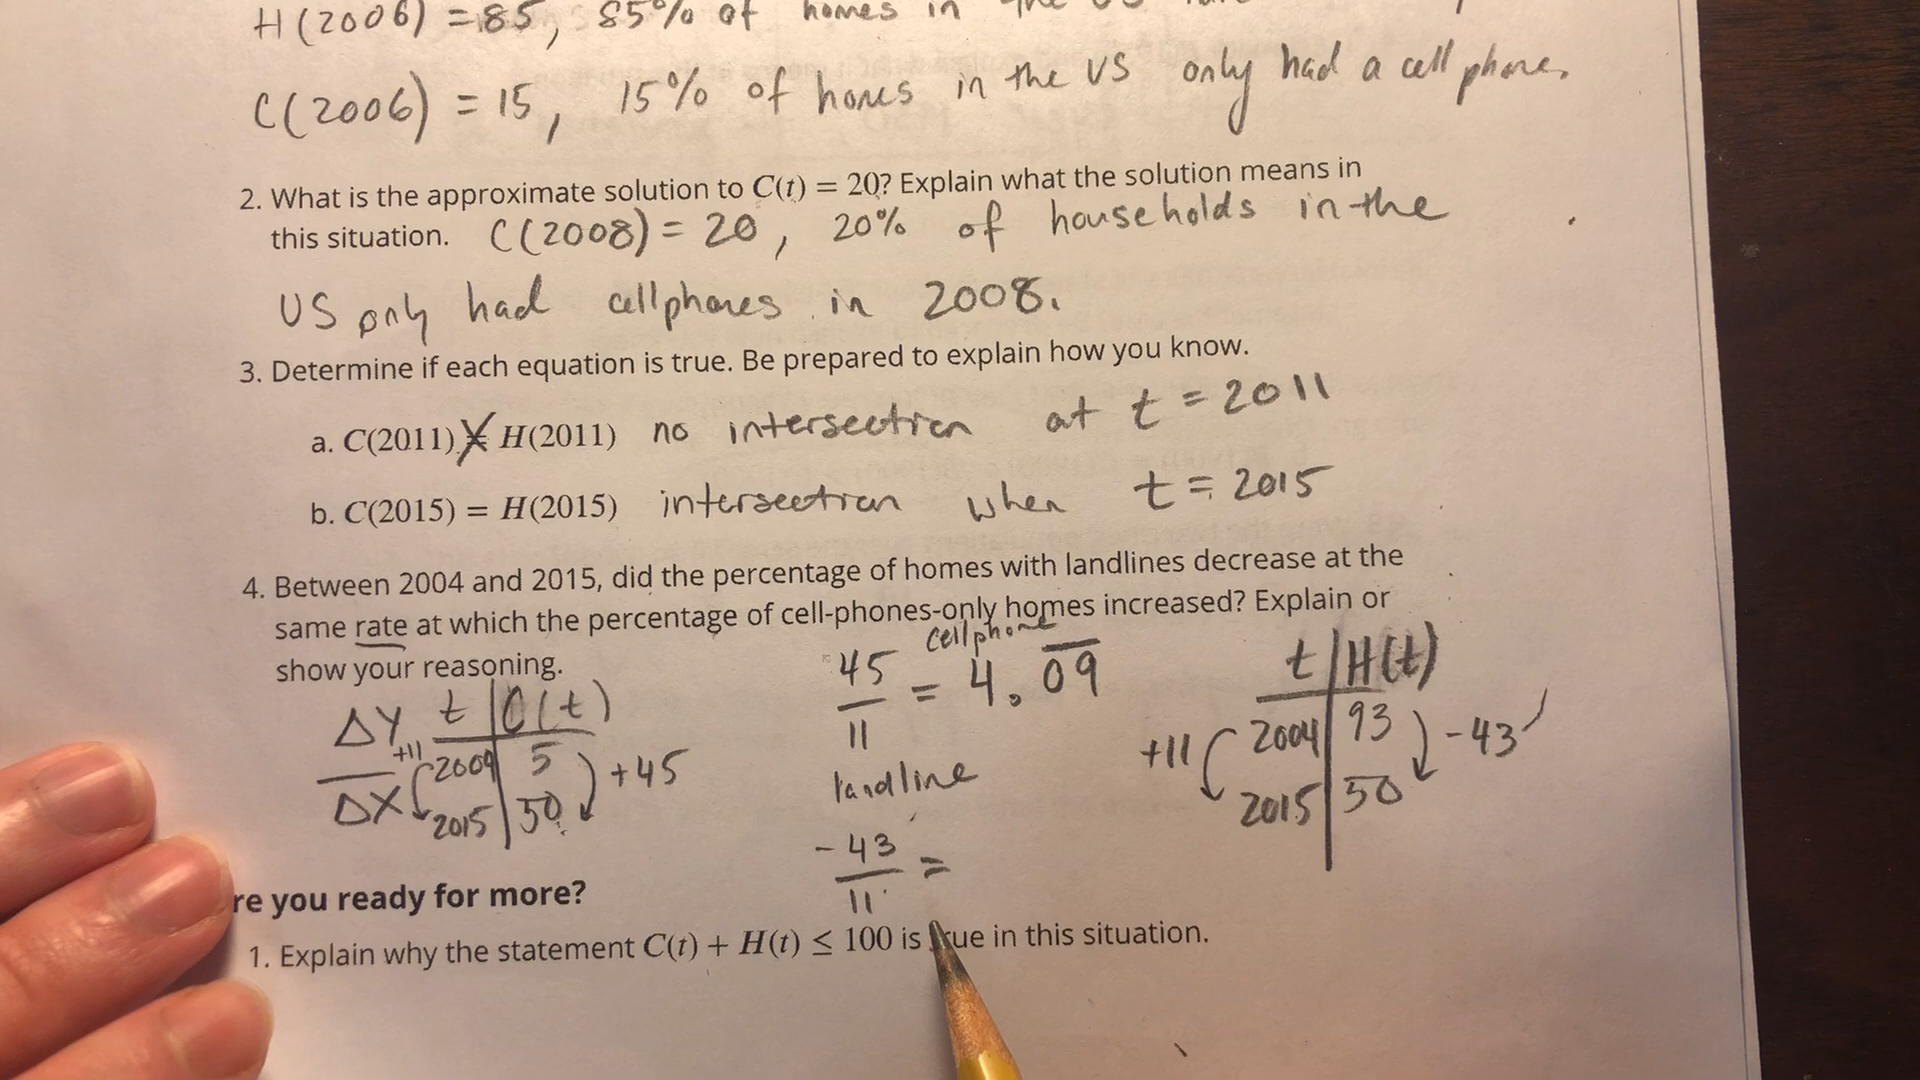 H(2006) = 85, 85% of homes in the US
C(2006) = 15, 15% of homes in the US only had a cell phone.
2. What is the approximate solution to C(t) = 20? Explain what the solution means in
this situation. C(2008) = 20, 20% of households in the
US only had cellphones in 2008.
3. Determine if each equation is true. Be prepared to explain how you know.
a. C(2011) ≠ H(2011) no intersection at t = 2011
b. C(2015) = H(2015) intersection when t = 2015
4. Between 2004 and 2015, did the percentage of homes with landlines decrease at the
same rate at which the percentage of cell-phones-only homes increased? Explain or
show your reasoning.
cellphone
45/11 = 4.0̅9̅
ΔY/ΔX
t | C(t)
2004 | 5
2015 | 50
+11
+45
landline
-43/11 =
t | H(t)
2004 | 93
2015 | 50
+11
-43
re you ready for more?
1. Explain why the statement C(t) + H(t) ≤ 100 is rue in this situation.